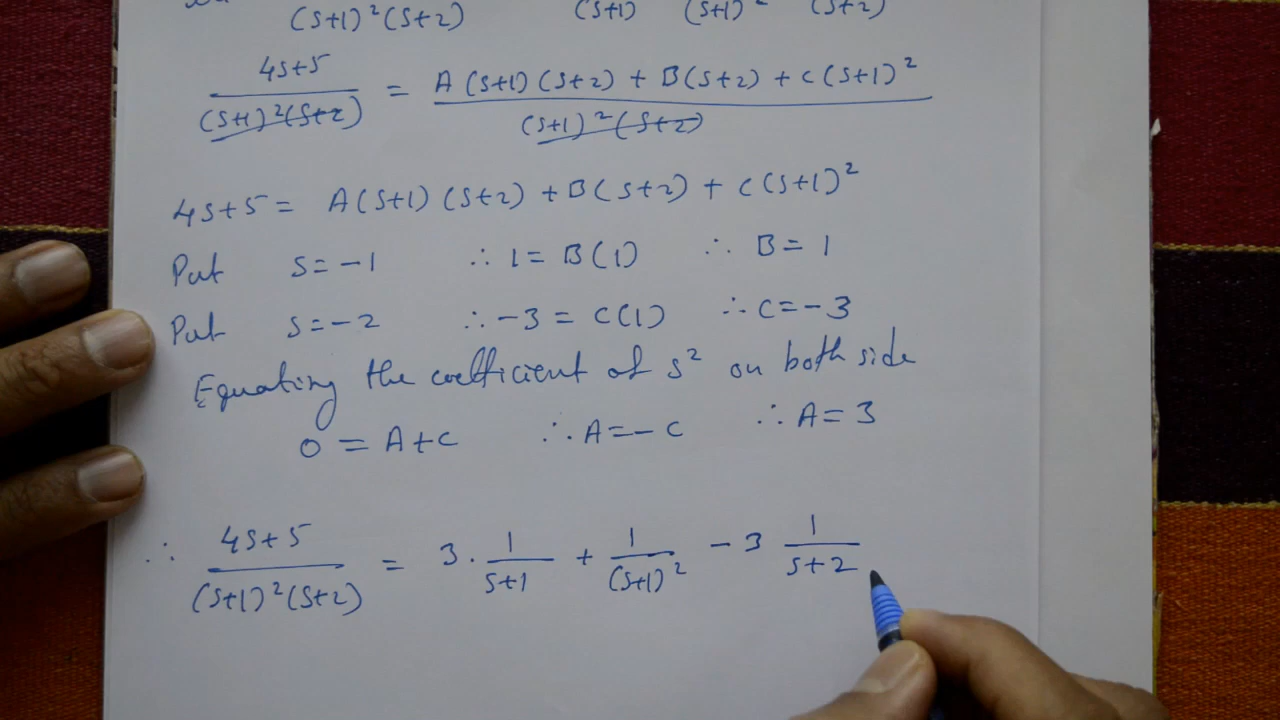 (s+1)²(s+2) (s+1) (s+1)² (s+2)
4s+5 / (s+1)²(s+2) = A(s+1)(s+2) + B(s+2) + C(s+1)² / (s+1)²(s+2)
4s+5 = A(s+1)(s+2) + B(s+2) + C(s+1)²
Put s=-1 ∴ 1 = B(1) ∴ B = 1
Put s=-2 ∴ -3 = C(1) ∴ C=-3
Equating the coefficient of s² on both side
0 = A+C ∴ A=-C ∴ A=3
∴ 4s+5 / (s+1)²(s+2) = 3. 1/s+1 + 1/(s+1)² - 3 1/s+2